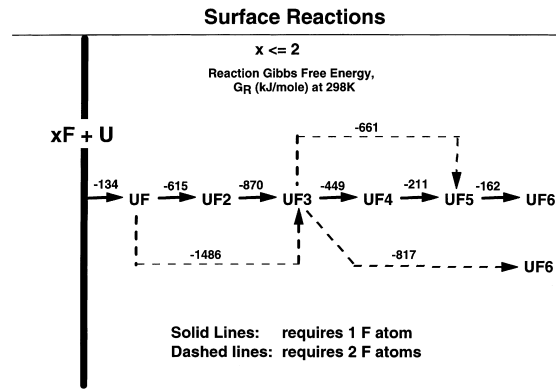 Surface Reactions
x <= 2
Reaction Gibbs Free Energy,
GR (kJ/mole) at 298K
xF + U
-661
-134 -615 -870 -449 -211 -162
UF UF2 UF3 UF4 UF5 UF6
-1486 -817
UF6
Solid Lines: requires 1 F atom
Dashed lines: requires 2 F atoms